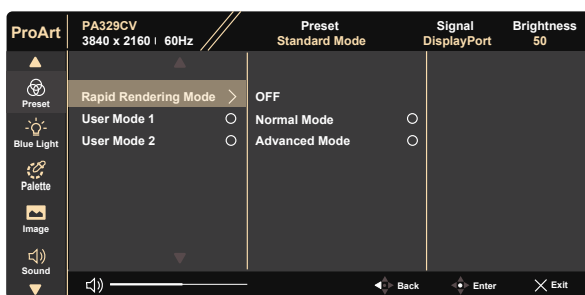 ProArt
PA329CV
3840 x 2160 | 60Hz
Preset
Standard Mode
Signal
DisplayPort
Brightness
50
Preset
Blue Light
Palette
Image
Sound
Rapid Rendering Mode
User Mode 1
User Mode 2
OFF
Normal Mode
Advanced Mode
Back
Enter
Exit